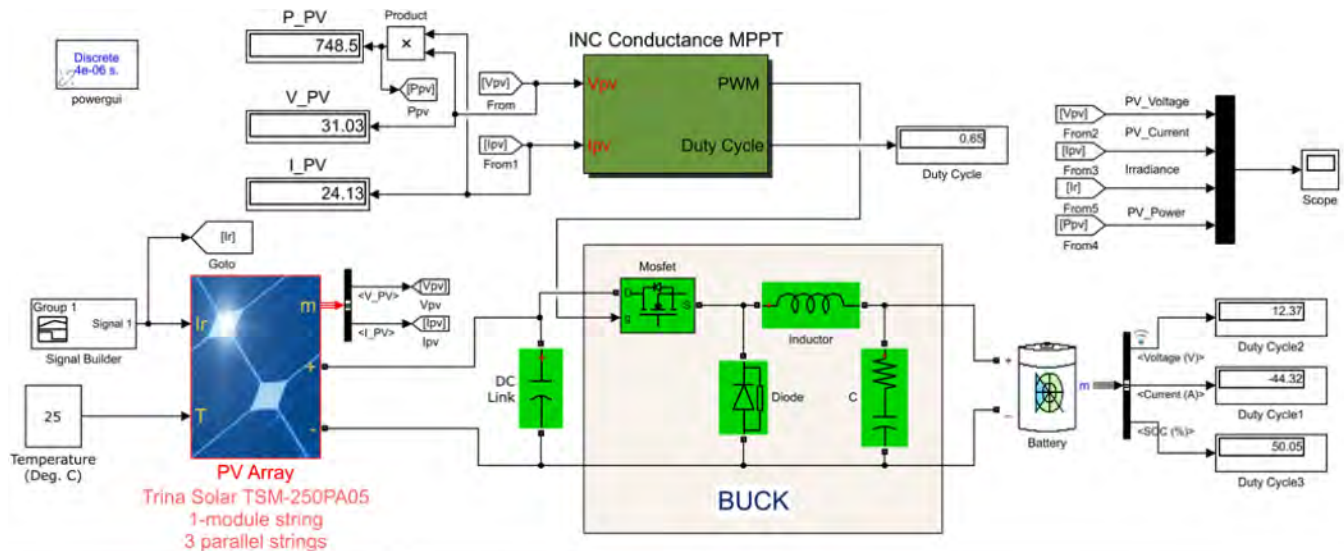 P_PV
Product
748.5
×
Discrete
4e-06 s.
powergui
[Ppv]
Ppv
V_PV
31.03
I_PV
24.13
[Vpv]
From
[Ipv]
From1
INC Conductance MPPT
Vpv
PWM
Ipv
Duty Cycle
0.65
Duty Cycle
[Vpv]
PV_Voltage
From2
PV_Current
[Ipv]
From3
Irradiance
[Ir]
From5
PV_Power
[Ppv]
From4
Scope
[Ir]
Goto
Group 1
Signal 1
Signal Builder
25
Temperature
(Deg. C)
Ir
T
m
+
-
PV Array
Trina Solar TSM-250PA05
1-module string
3 parallel strings
<V_PV>
[Vpv]
Vpv
<I_PV>
[Ipv]
Ipv
DC
Link
Mosfet
D
S
g
Inductor
Diode
C
BUCK
+
m
−
Battery
<Voltage (V)>
12.37
Duty Cycle2
<Current (A)>
-44.32
Duty Cycle1
<SOC (%)>
50.05
Duty Cycle3